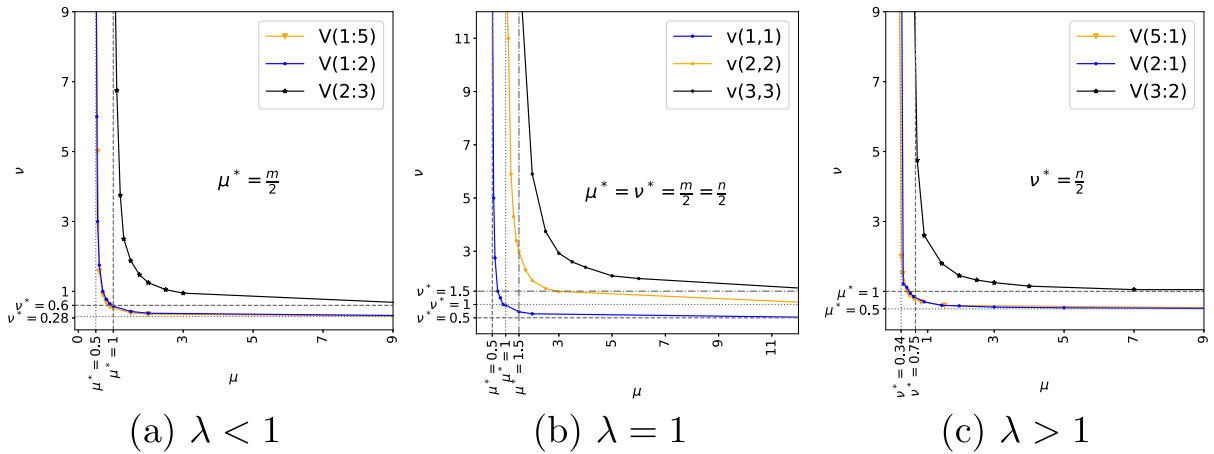 9
7
5
3
1
ν* = 0.6
ν* = 0.28
ν
V(1:5)
V(1:2)
V(2:3)
μ* = m/2
0
μ* = 0.5
μ* = 1
3
5
7
9
μ
(a) λ < 1
11
9
7
5
3
ν* = 1.5
ν* = 1
ν* = 0.5
ν
v(1,1)
v(2,2)
v(3,3)
μ* = ν* = m/2 = n/2
μ* = 0.5
μ* = 1
μ* = 1.5
3
5
7
9
11
μ
(b) λ = 1
9
7
5
3
μ* = 1
μ* = 0.5
ν
V(5:1)
V(2:1)
V(3:2)
ν* = n/2
ν* = 0.34
ν* = 0.75
1
3
5
7
9
μ
(c) λ > 1